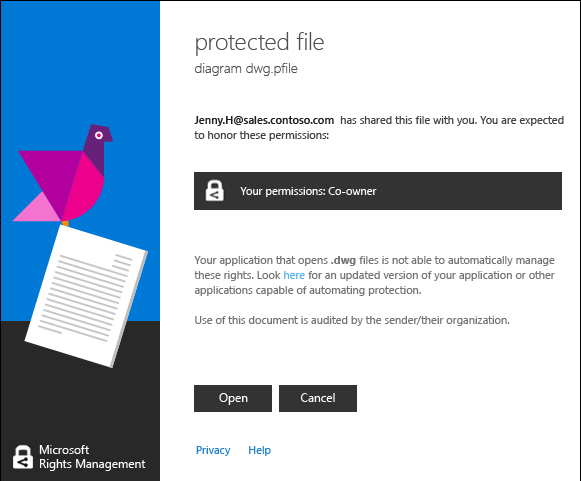 protected file
diagram dwg.pfile
Jenny.H@sales.contoso.com has shared this file with you. You are expected
to honor these permissions:
Your permissions: Co-owner
Your application that opens .dwg files is not able to automatically manage
these rights. Look here for an updated version of your application or other
applications capable of automating protection.
Use of this document is audited by the sender/their organization.
Open Cancel
Privacy Help
Microsoft
Rights Management